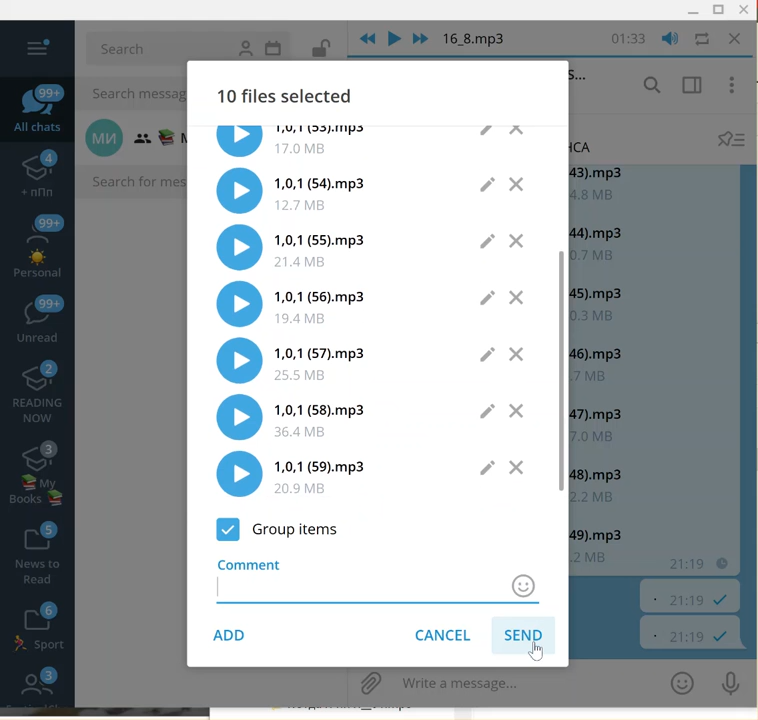 16_8.mp3
01:33
Search
99+
All chats
Search messag
МИ
Search for mes
4
+ пПп
99+
Personal
99+
Unread
2
READING
NOW
3
My
Books
5
News to
Read
6
Sport
3
S...
НСА
10 files selected
1,0,1 (53).mp3
17.0 MB
1,0,1 (54).mp3
12.7 MB
1,0,1 (55).mp3
21.4 MB
1,0,1 (56).mp3
19.4 MB
1,0,1 (57).mp3
25.5 MB
1,0,1 (58).mp3
36.4 MB
1,0,1 (59).mp3
20.9 MB
Group items
Comment
ADD
CANCEL
SEND
43).mp3
4.8 MB
44).mp3
0.7 MB
45).mp3
0.3 MB
46).mp3
.7 MB
47).mp3
7.0 MB
48).mp3
2.2 MB
49).mp3
.2 MB
21:19
. 21:19
. 21:19
Write a message...